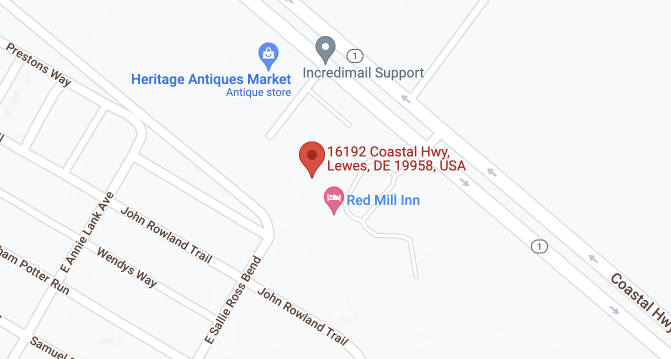 Prestons Way
1
Incredimail Support
Heritage Antiques Market
Antique store
16192 Coastal Hwy,
Lewes, DE 19958, USA
Red Mill Inn
E Annie Lank Ave
John Rowland Trail
Wendys Way
am Potter Run
E Sallie Ross Bend
John Rowland Trail
1
Coastal Hwy
Samuel